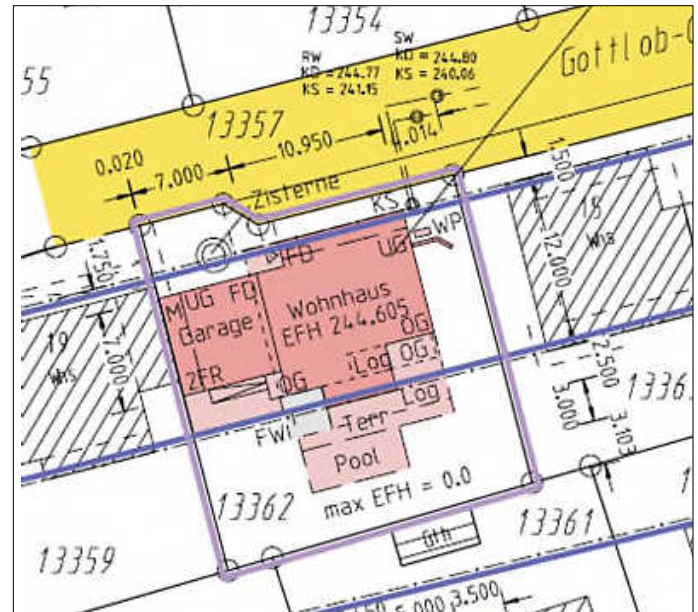 13354
55
RW
KD = 244.77
KS = 241.15
SW
KD = 244.80
KS = 240.06
Gottlob-
13357
10.950
1.014
0.020
7.000
1.500
Zisterne
KS
WP
15
Whs
12.000
1.750
FD
UG
M UG FD
Garage
Wohnhaus
EFH 244.605
OG
OG
Log
2FR
OG
Log
7.000
19
Whs
2.500
3.000
3.103
1336
FWI
Terr
Pool
max EFH = 0.0
13362
13361
13359
Gth
5.000
3.500